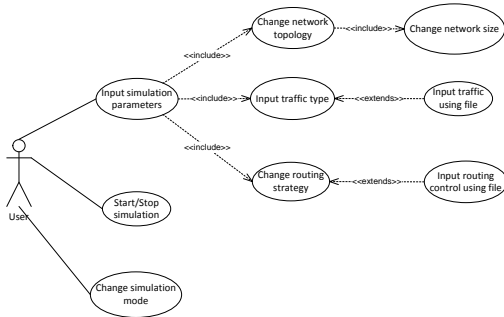 Change network
topology
<<include>>
Change network size
<<include>>
Input simulation
parameters
<<include>>
Input traffic type
<<extends>>
Input traffic
using file
<<include>>
Change routing
strategy
<<extends>>
Input routing
control using file
User
Start/Stop
simulation
Change simulation
mode